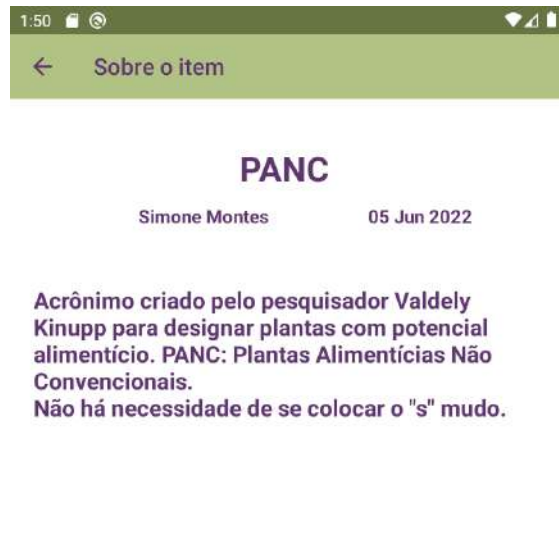 1:50
Sobre o item
PANC
Simone Montes 05 Jun 2022
Acrônimo criado pelo pesquisador Valdely
Kinupp para designar plantas com potencial
alimentício. PANC: Plantas Alimentícias Não
Convencionais.
Não há necessidade de se colocar o "s" mudo.